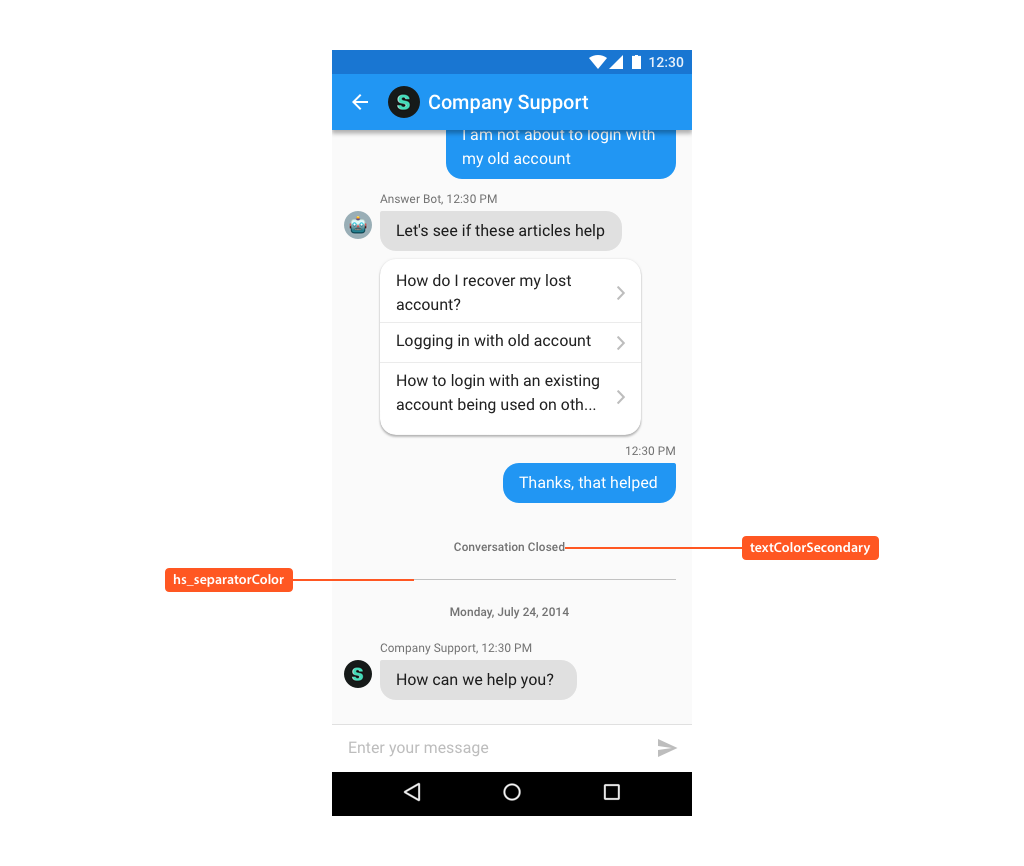 12:30
S Company Support
I am not about to login with
my old account
Answer Bot, 12:30 PM
Let's see if these articles help
How do I recover my lost
account?
Logging in with old account
How to login with an existing
account being used on oth...
12:30 PM
Thanks, that helped
Conversation Closed
textColorSecondary
hs_separatorColor
Monday, July 24, 2014
Company Support, 12:30 PM
S
How can we help you?
Enter your message